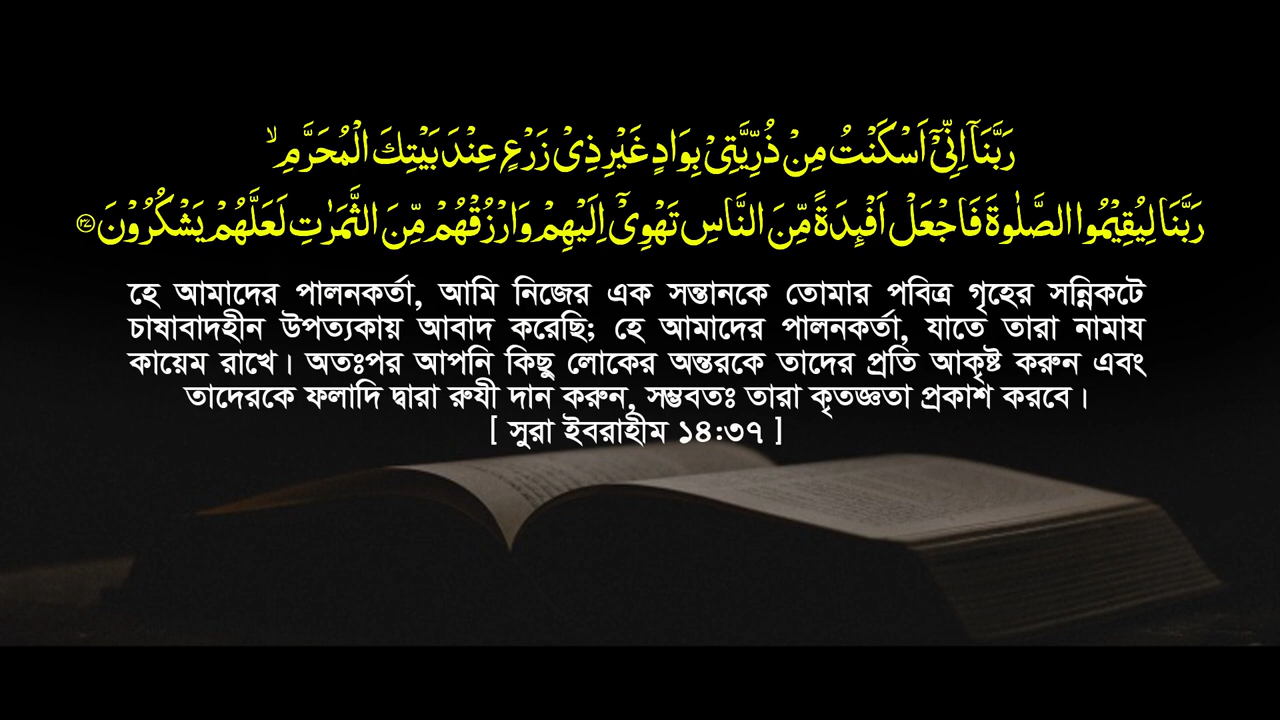 رَبَّنَاۤ اِنِّیْۤ اَسْكَنْتُ مِنْ ذُرِّیَّتِیْ بِوَادٍ غَیْرِ ذِیْ زَرْعٍ عِنْدَ بَیْتِكَ الْمُحَرَّمِ ۙ
رَبَّنَا لِیُقِیْمُوا الصَّلٰوةَ فَاجْعَلْ اَفْىِٕدَةً مِّنَ النَّاسِ تَهْوِیْۤ اِلَیْهِمْ وَارْزُقْهُمْ مِّنَ الثَّمَرٰتِ لَعَلَّهُمْ یَشْكُرُوْنَ ﴿۳۷﴾
হে আমাদের পালনকর্তা, আমি নিজের এক সন্তানকে তোমার পবিত্র গৃহের সন্নিকটে
চাষাবাদহীন উপত্যকায় আবাদ করেছি; হে আমাদের পালনকর্তা, যাতে তারা নামায
কায়েম রাখে। অতঃপর আপনি কিছু লোকের অন্তরকে তাদের প্রতি আকৃষ্ট করুন এবং
তাদেরকে ফলাদি দ্বারা রুযী দান করুন, সম্ভবতঃ তারা কৃতজ্ঞতা প্রকাশ করবে।
[ সুরা ইবরাহীম ১৪:৩৭ ]